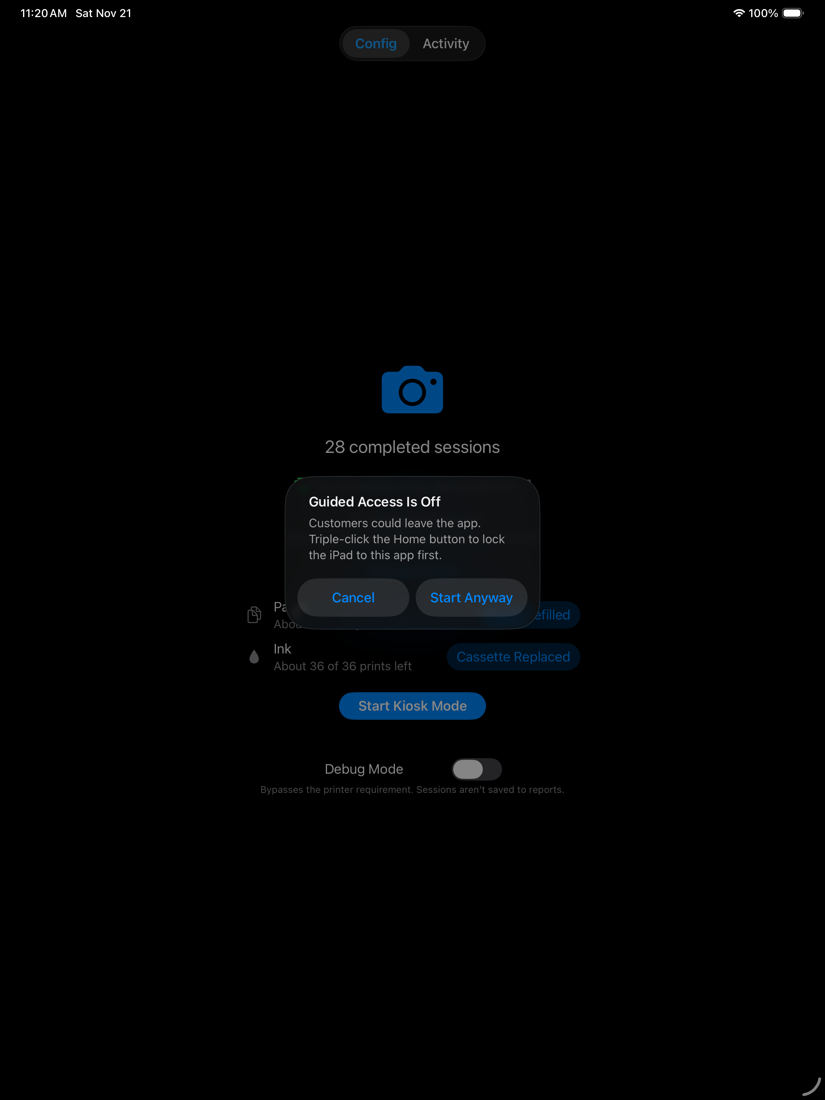 11:20 AM Sat Nov 21
100%
Config
Activity
28 completed sessions
Guided Access Is Off
Customers could leave the app.
Triple-click the Home button to lock
the iPad to this app first.
Cancel
Start Anyway
Ink
About 36 of 36 prints left
Cassette Replaced
Start Kiosk Mode
Debug Mode
Bypasses the printer requirement. Sessions aren't saved to reports.